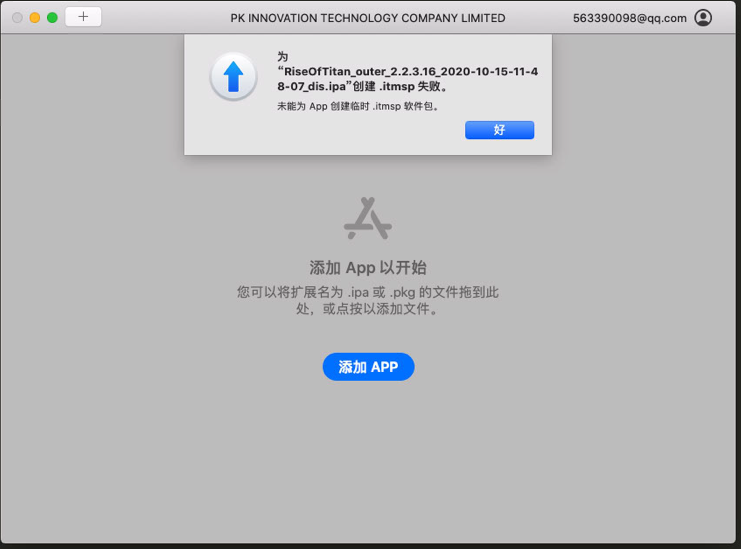 PK INNOVATION TECHNOLOGY COMPANY LIMITED
563390098@qq.com
为
“RiseOfTitan_outer_2.2.3.16_2020-10-15-11-4
8-07_dis.ipa”创建 .itmsp 失败。
未能为 App 创建临时 .itmsp 软件包。
好
添加 App 以开始
您可以将扩展名为 .ipa 或 .pkg 的文件拖到此
处，或点按以添加文件。
添加 APP